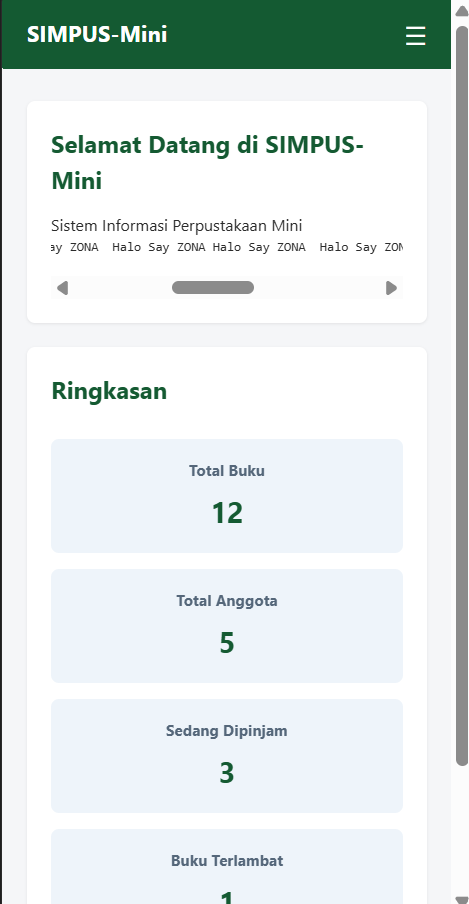 SIMPUS-Mini
Selamat Datang di SIMPUS-
Mini
Sistem Informasi Perpustakaan Mini
ay ZONA  Halo Say ZONA Halo Say ZONA  Halo Say ZON
Ringkasan
Total Buku
12
Total Anggota
5
Sedang Dipinjam
3
Buku Terlambat
1